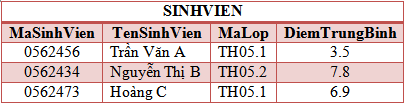 SINHVIEN
MaSinhVien TenSinhVien MaLop DiemTrungBinh
0562456 Trần Văn A TH05.1 3.5
0562434 Nguyễn Thị B TH05.2 7.8
0562473 Hoàng C TH05.1 6.9